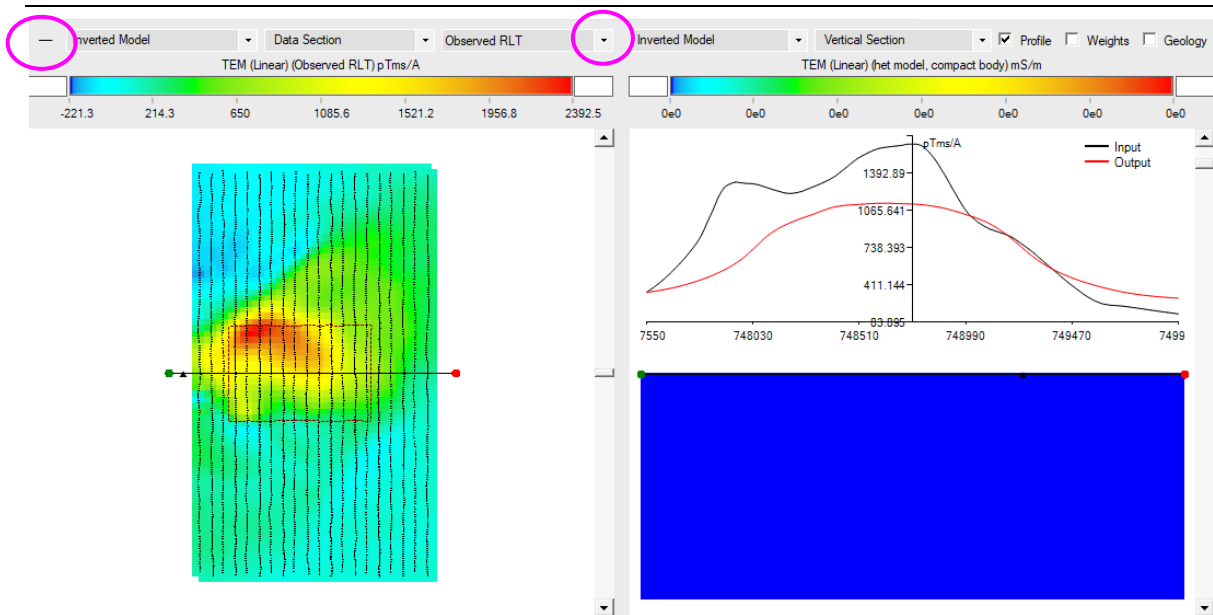 — Inverted Model Data Section Observed RLT
TEM (Linear) (Observed RLT) pTms/A
-221.3 214.3 650 1085.6 1521.2 1956.8 2392.5
Inverted Model Vertical Section Profile Weights Geology
TEM (Linear) (het model, compact body) mS/m
0e0 0e0 0e0 0e0 0e0 0e0 0e0
pTms/A
Input
Output
1392.89
1065.641
738.393
411.144
83.895
7550 748030 748510 748990 749470 7499